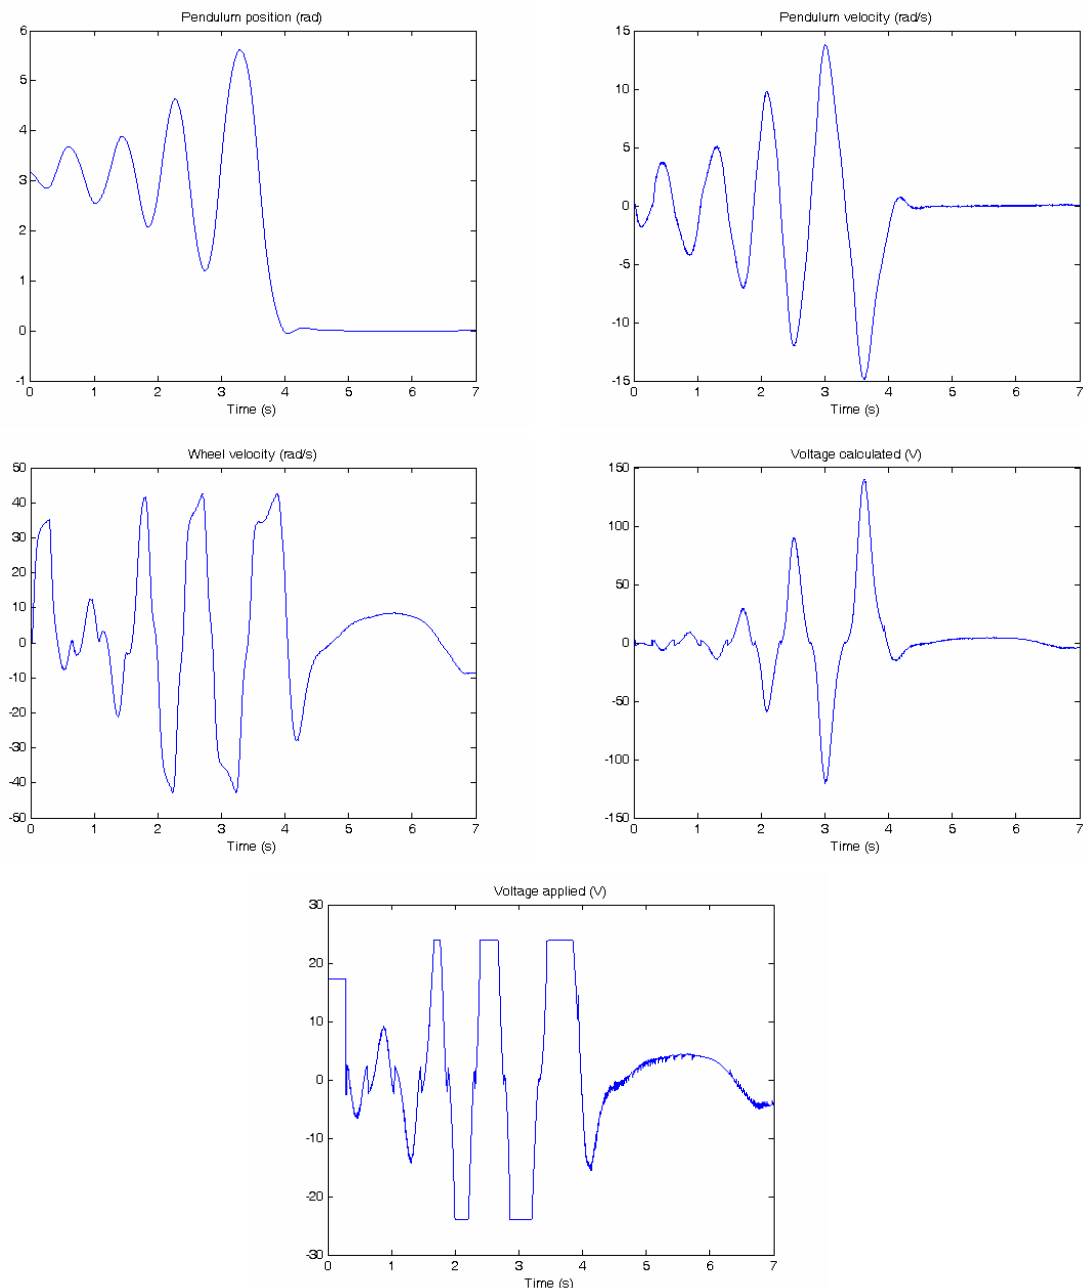 Pendulum position (rad)
6
5
4
3
2
1
0
-1
0 1 2 3 4 5 6 7
Time (s)
Pendulum velocity (rad/s)
15
10
5
0
-5
-10
-15
0 1 2 3 4 5 6 7
Time (s)
Wheel velocity (rad/s)
50
40
30
20
10
0
-10
-20
-30
-40
-50
0 1 2 3 4 5 6 7
Time (s)
Voltage calculated (V)
150
100
50
0
-50
-100
-150
0 1 2 3 4 5 6 7
Time (s)
Voltage applied (V)
30
20
10
0
-10
-20
-30
0 1 2 3 4 5 6 7
Time (s)